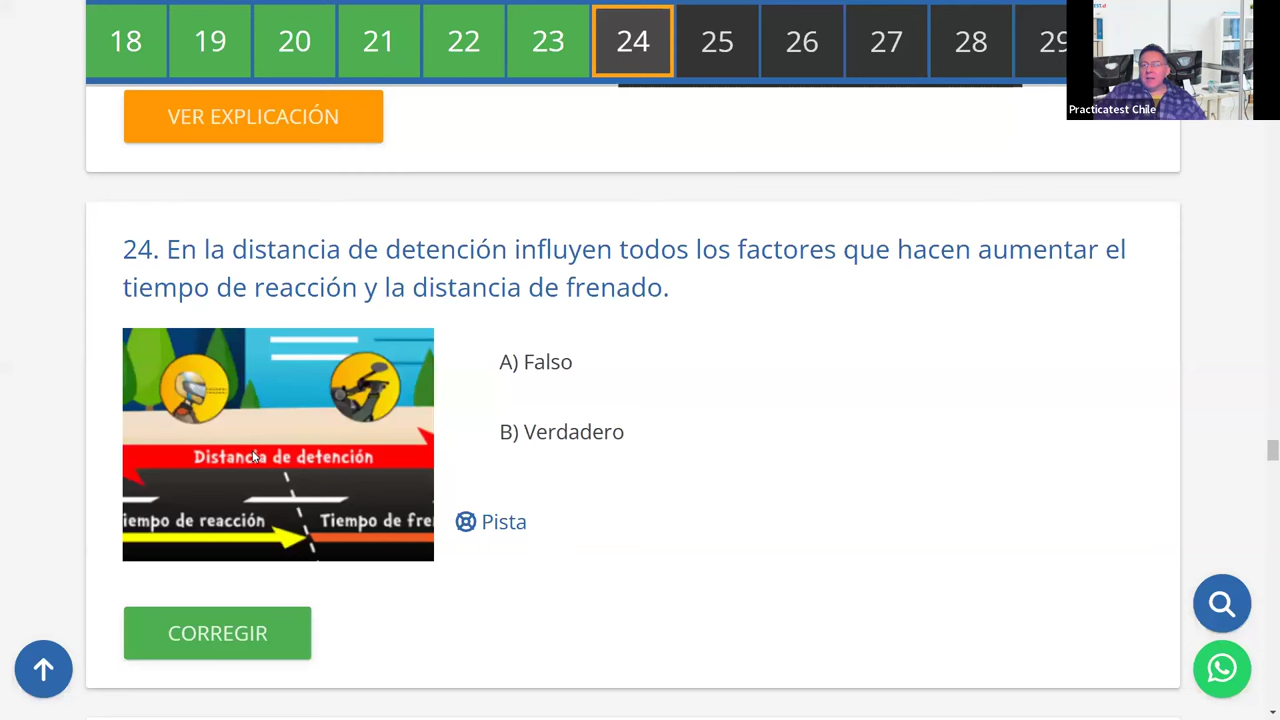 18 19 20 21 22 23 24 25 26 27 28 29
Practicatest Chile
VER EXPLICACIÓN
24. En la distancia de detención influyen todos los factores que hacen aumentar el
tiempo de reacción y la distancia de frenado.
A) Falso
B) Verdadero
Distancia de detención
iempo de reacción
Tiempo de fre
Pista
CORREGIR